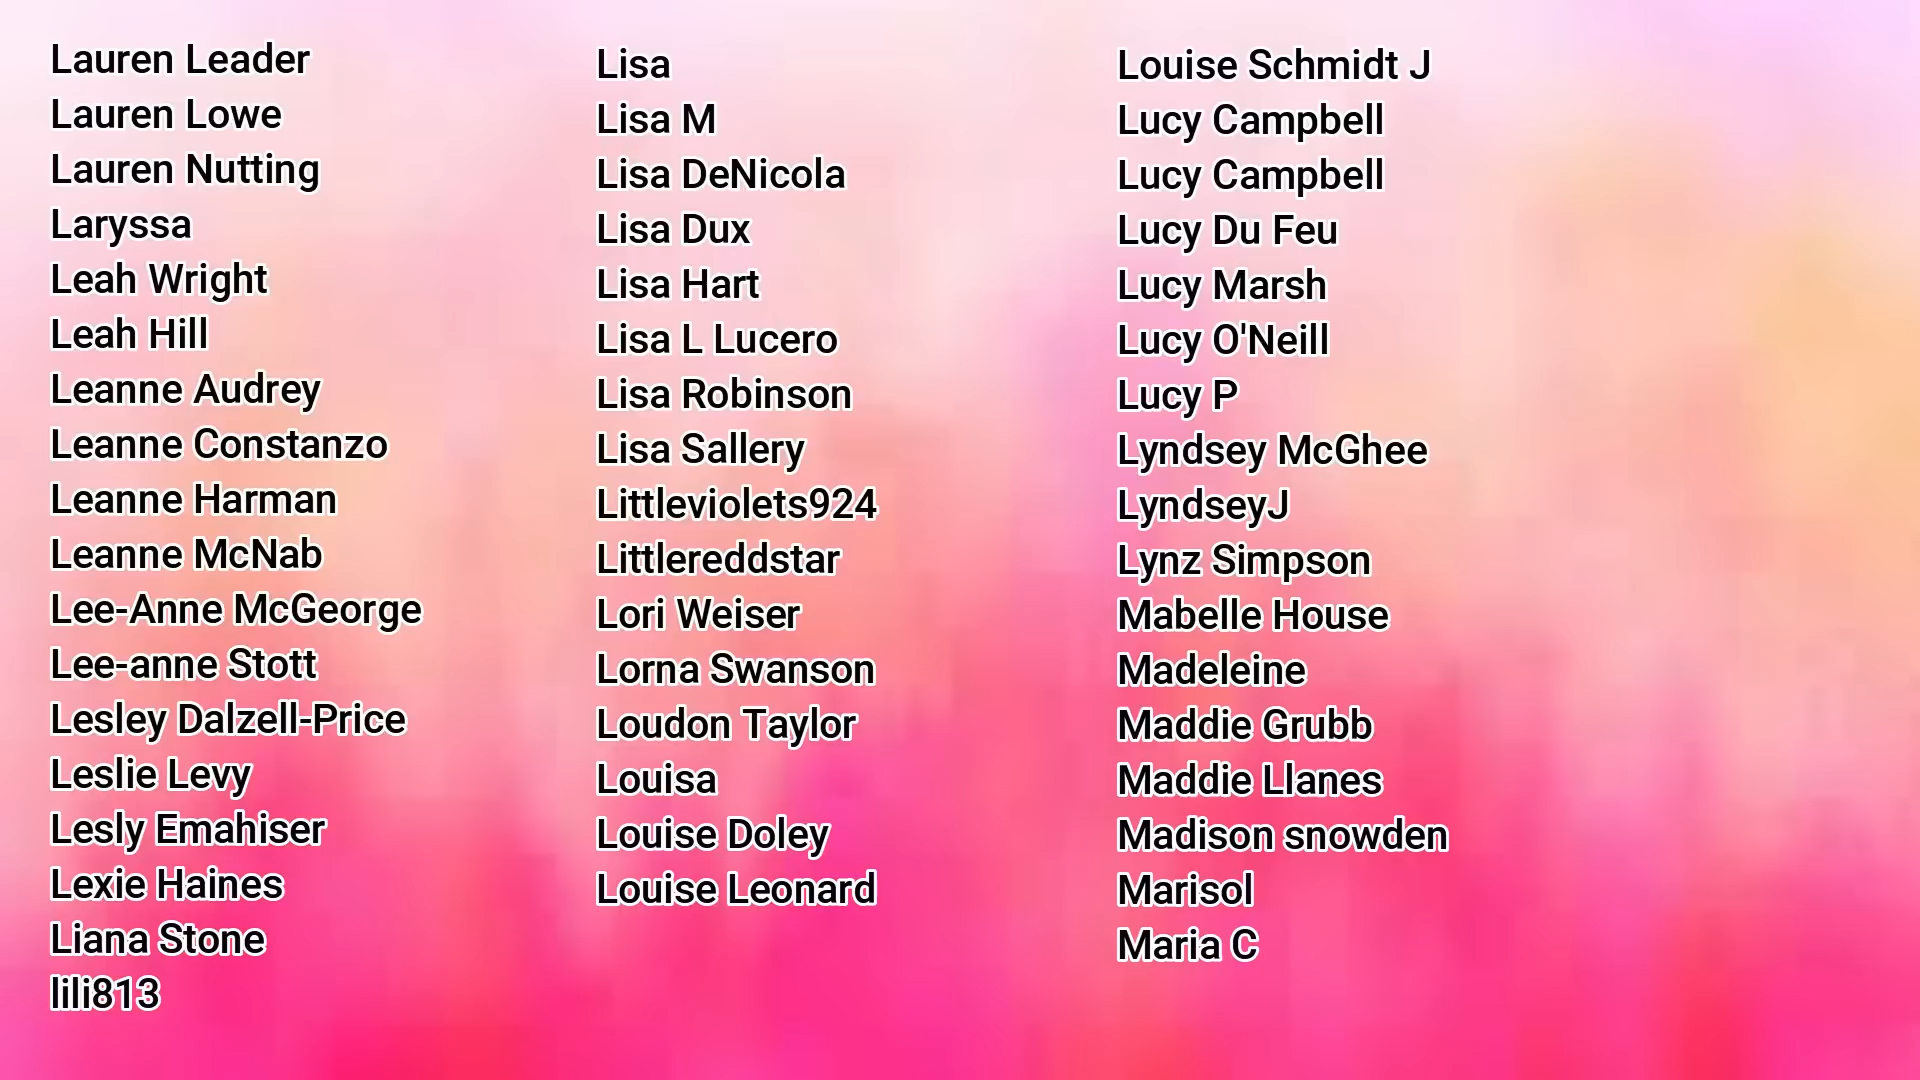 Lauren Leader
Lauren Lowe
Lauren Nutting
Laryssa
Leah Wright
Leah Hill
Leanne Audrey
Leanne Constanzo
Leanne Harman
Leanne McNab
Lee-Anne McGeorge
Lee-anne Stott
Lesley Dalzell-Price
Leslie Levy
Lesly Emahiser
Lexie Haines
Liana Stone
lili813
Lisa
Lisa M
Lisa DeNicola
Lisa Dux
Lisa Hart
Lisa L Lucero
Lisa Robinson
Lisa Sallery
Littleviolets924
Littlereddstar
Lori Weiser
Lorna Swanson
Loudon Taylor
Louisa
Louise Doley
Louise Leonard
Louise Schmidt J
Lucy Campbell
Lucy Campbell
Lucy Du Feu
Lucy Marsh
Lucy O'Neill
Lucy P
Lyndsey McGhee
LyndseyJ
Lynz Simpson
Mabelle House
Madeleine
Maddie Grubb
Maddie Llanes
Madison snowden
Marisol
Maria C